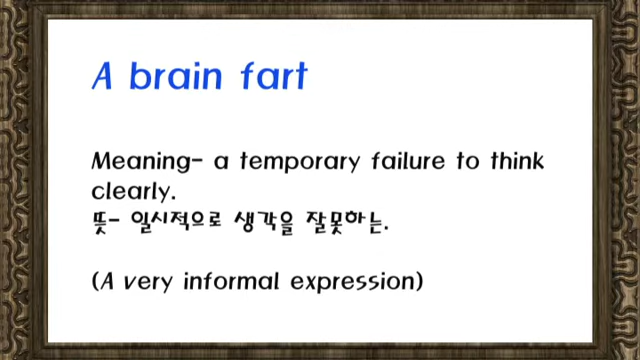 A brain fart
Meaning- a temporary failure to think
clearly.
뜻- 일시적으로 생각을 잘못하는.
(A very informal expression)